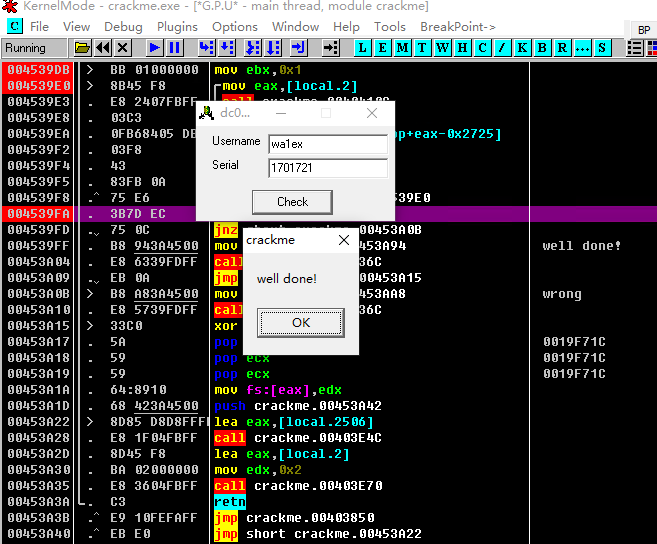 KernelMode - crackme.exe - [*G.P.U* - main thread, module crackme]
C File View Debug Plugins Options Window Help Tools BreakPoint->
Running L E M T W H C / K B R ... S BP
004539DB > BB 01000000 mov ebx,0x1
004539E0 > 8B45 F8 mov eax,[local.2]
004539E3 . E8 2407FBFF
004539E8 . 03C3
004539EA . 0FB68405 DB p+eax-0x2725]
004539F2 . 03F8
004539F4 . 43
004539F5 . 83FB 0A
004539F8 .^ 75 E6 539E0
004539FA . 3B7D EC
004539FD .v 75 0C jnz 00453A0B
004539FF . B8 943A4500 mov 53A94 well done!
00453A04 . E8 6339FDFF call 36C
00453A09 .v EB 0A jmp 00453A15
00453A0B > B8 A83A4500 mov 53AA8 wrong
00453A10 . E8 5739FDFF call 36C
00453A15 > 33C0 xor
00453A17 . 5A pop 0019F71C
00453A18 . 59 pop ecx 0019F71C
00453A19 . 59 pop ecx 0019F71C
00453A1A . 64:8910 mov fs:[eax],edx
00453A1D . 68 423A4500 push crackme.00453A42
00453A22 > 8D85 D8D8FFFF lea eax,[local.2506]
00453A28 . E8 1F04FBFF call crackme.00403E4C
00453A2D . 8D45 F8 lea eax,[local.2]
00453A30 . BA 02000000 mov edx,0x2
00453A35 . E8 3604FBFF call crackme.00403E70
00453A3A . C3 retn
00453A3B .^ E9 10FEFAFF jmp crackme.00403850
00453A40 .^ EB E0 jmp short crackme.00453A22
dc0...
Username wa1ex
Serial 1701721
Check
crackme
well done!
OK